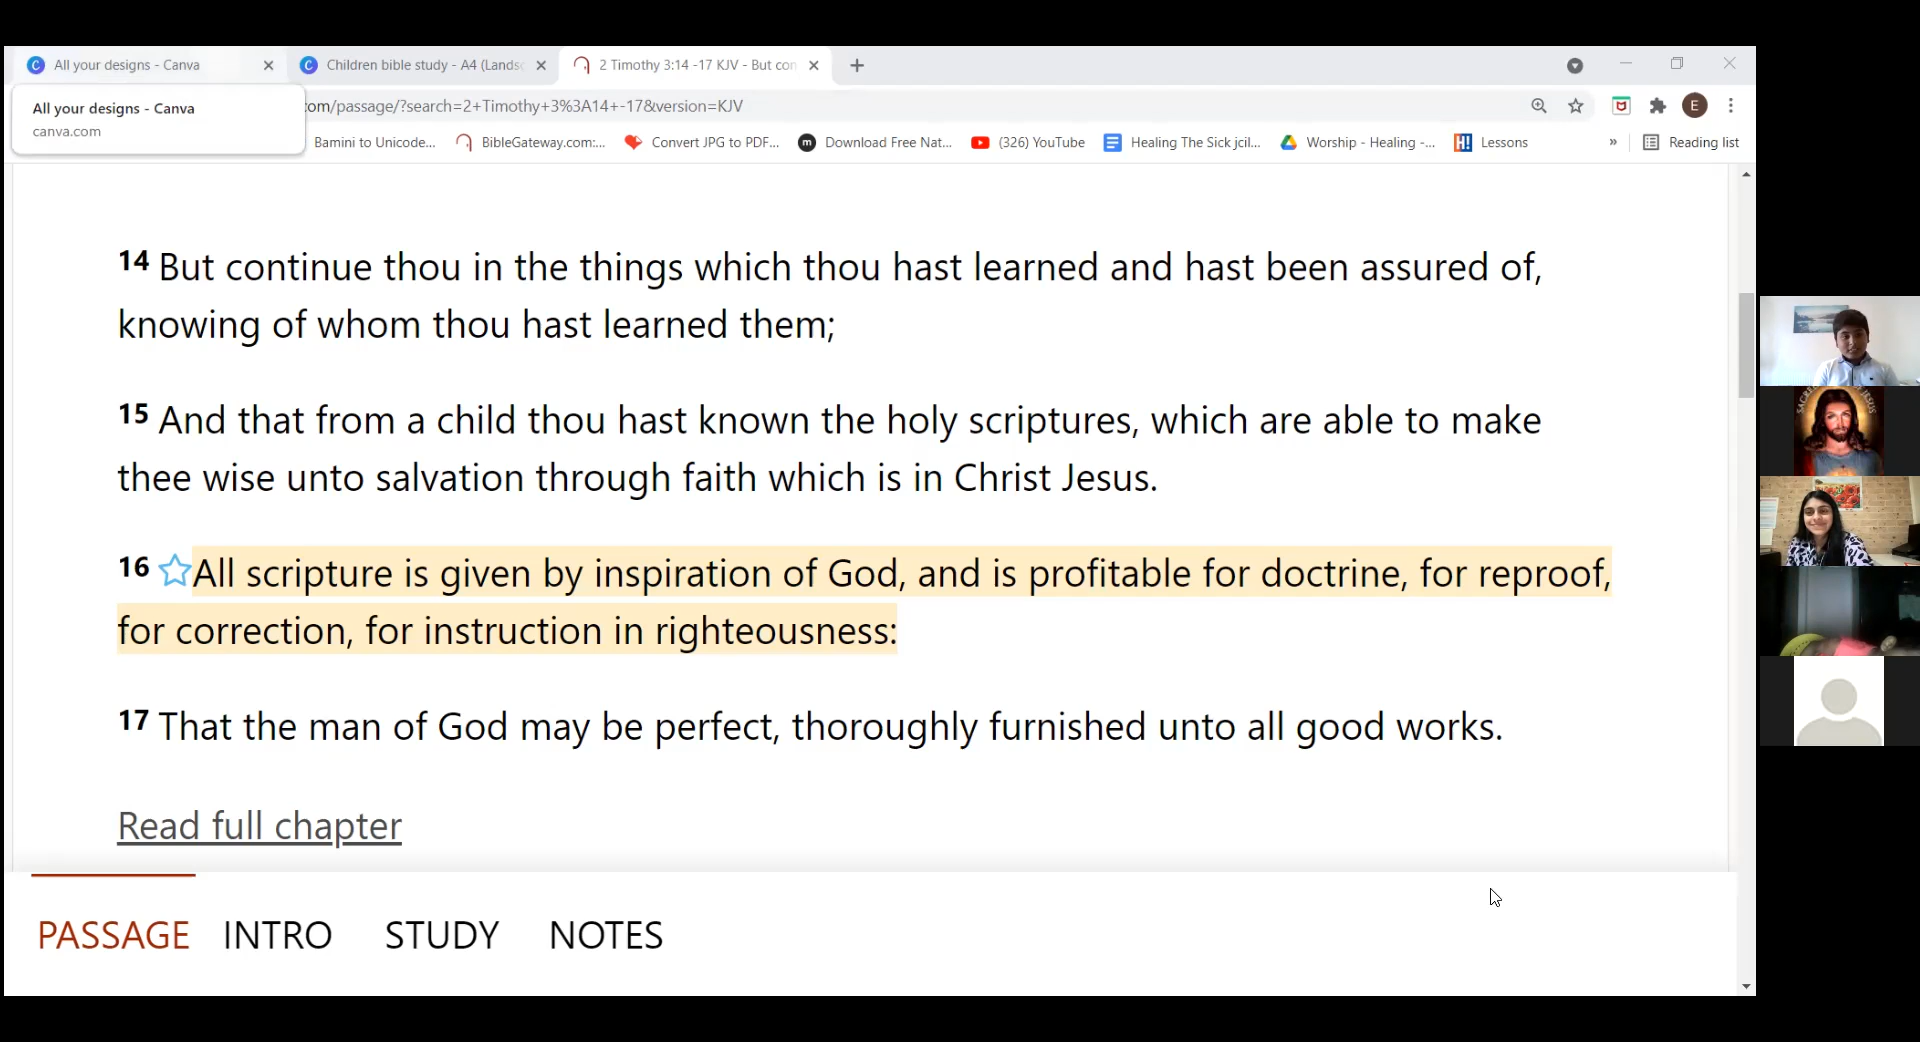 All your designs - Canva
Children bible study - A4 (Landsc
2 Timothy 3:14 -17 KJV - But con
All your designs - Canva
canva.com
om/passage/?search=2+Timothy+3%3A14+-17&version=KJV
E
Bamini to Unicode...
BibleGateway.com:...
Convert JPG to PDF...
m
Download Free Nat...
(326) YouTube
Healing The Sick jcil...
Worship - Healing -...
H!
Lessons
»
Reading list
14 But continue thou in the things which thou hast learned and hast been assured of,
knowing of whom thou hast learned them;
15 And that from a child thou hast known the holy scriptures, which are able to make
thee wise unto salvation through faith which is in Christ Jesus.
16 All scripture is given by inspiration of God, and is profitable for doctrine, for reproof,
for correction, for instruction in righteousness:
17 That the man of God may be perfect, thoroughly furnished unto all good works.
Read full chapter
PASSAGE INTRO STUDY NOTES